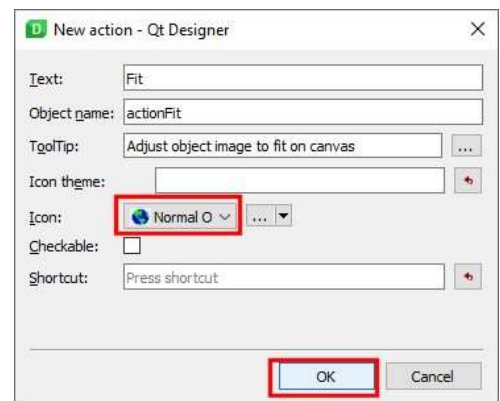 D New action - Qt Designer
Text: Fit
Object name: actionFit
ToolTip: Adjust object image to fit on canvas ...
Icon theme:
Icon: Normal O ...
Checkable:
Shortcut: Press shortcut
OK Cancel